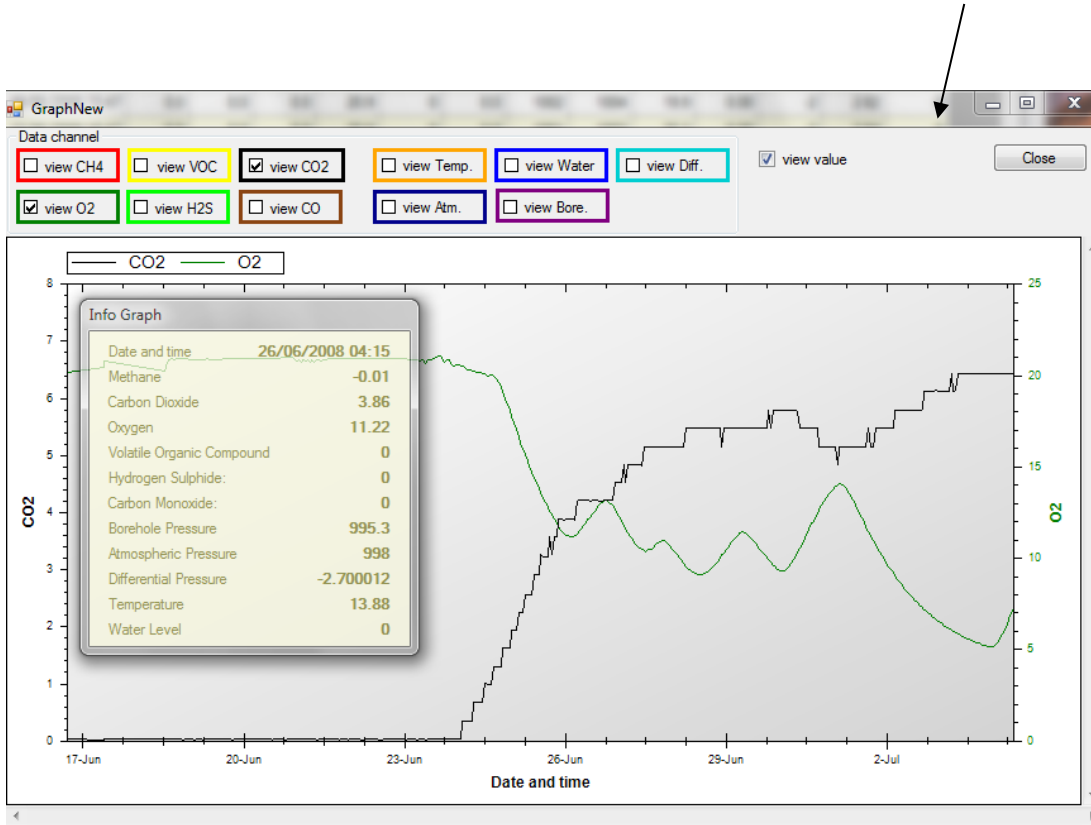 GraphNew
Close
Data channel
view CH4 view VOC view CO2 view Temp. view Water view Diff. view value
view O2 view H2S view CO view Atm. view Bore.
CO2 O2
Info Graph
Date and time 26/06/2008 04:15
Methane -0.01
Carbon Dioxide 3.86
Oxygen 11.22
Volatile Organic Compound 0
Hydrogen Sulphide: 0
Carbon Monoxide: 0
Borehole Pressure 995.3
Atmospheric Pressure 998
Differential Pressure -2.700012
Temperature 13.88
Water Level 0
CO2
8
7
6
5
4
3
2
1
0
25
20
15
10
5
0
O2
17-Jun 20-Jun 23-Jun 26-Jun 29-Jun 2-Jul
Date and time